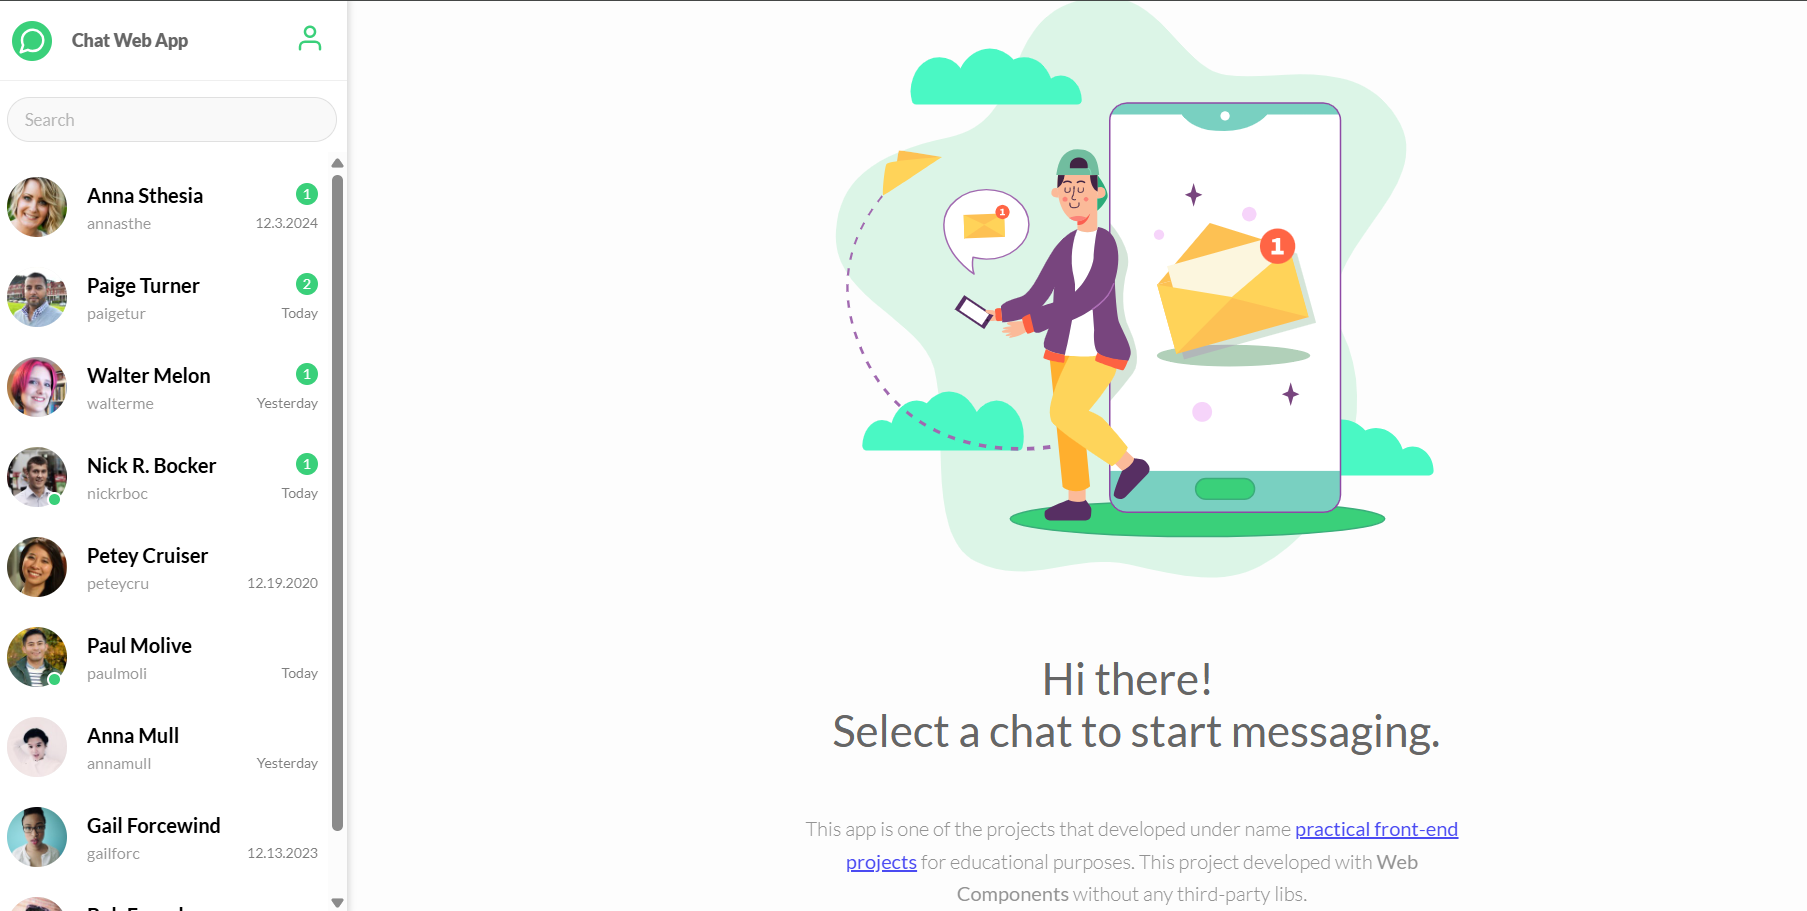 Chat Web App
Search
Anna Sthesia
1
annasthe
12.3.2024
Paige Turner
2
paigetur
Today
Walter Melon
1
walterme
Yesterday
Nick R. Bocker
1
nickrboc
Today
Petey Cruiser
peteycru
12.19.2020
Paul Molive
paulmoli
Today
Anna Mull
annamull
Yesterday
Gail Forcewind
gailforc
12.13.2023
1
1
Hi there!
Select a chat to start messaging.
This app is one of the projects that developed under name practical front-end
projects for educational purposes. This project developed with Web
Components without any third-party libs.